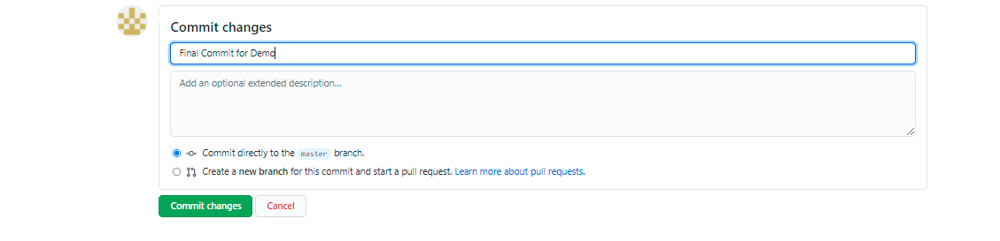 Commit changes
Final Commit for Demo
Add an optional extended description...
Commit directly to the master branch.
Create a new branch for this commit and start a pull request. Learn more about pull requests.
Commit changes Cancel